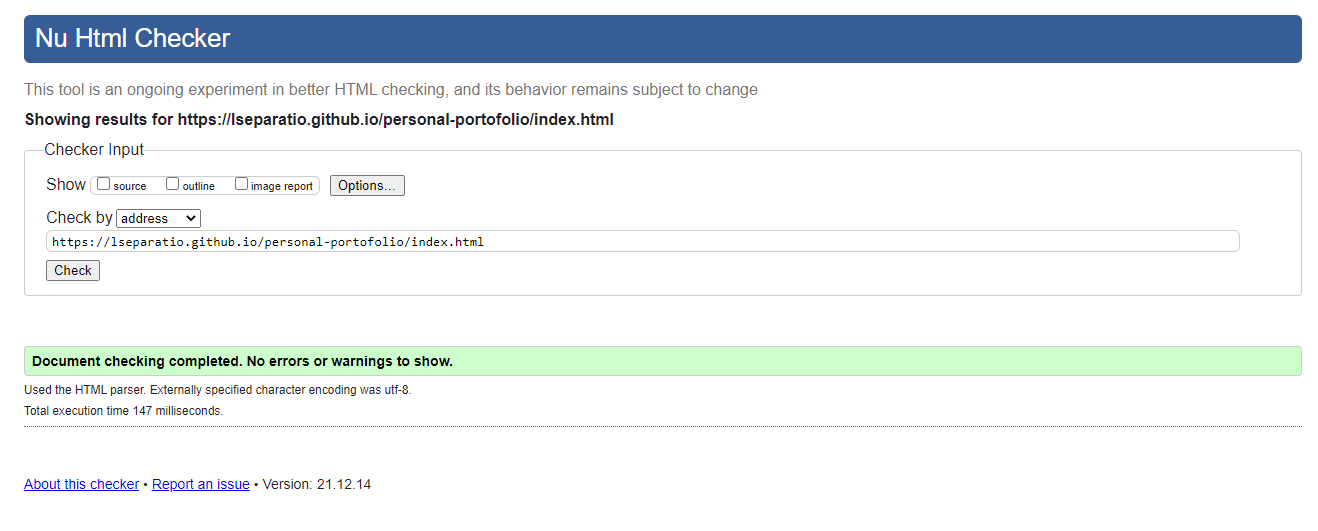 Nu Html Checker
This tool is an ongoing experiment in better HTML checking, and its behavior remains subject to change
Showing results for https://lseparatio.github.io/personal-portofolio/index.html
Checker Input
Show source outline image report Options...
Check by address
https://lseparatio.github.io/personal-portofolio/index.html
Check
Document checking completed. No errors or warnings to show.
Used the HTML parser. Externally specified character encoding was utf-8.
Total execution time 147 milliseconds.
About this checker • Report an issue • Version: 21.12.14